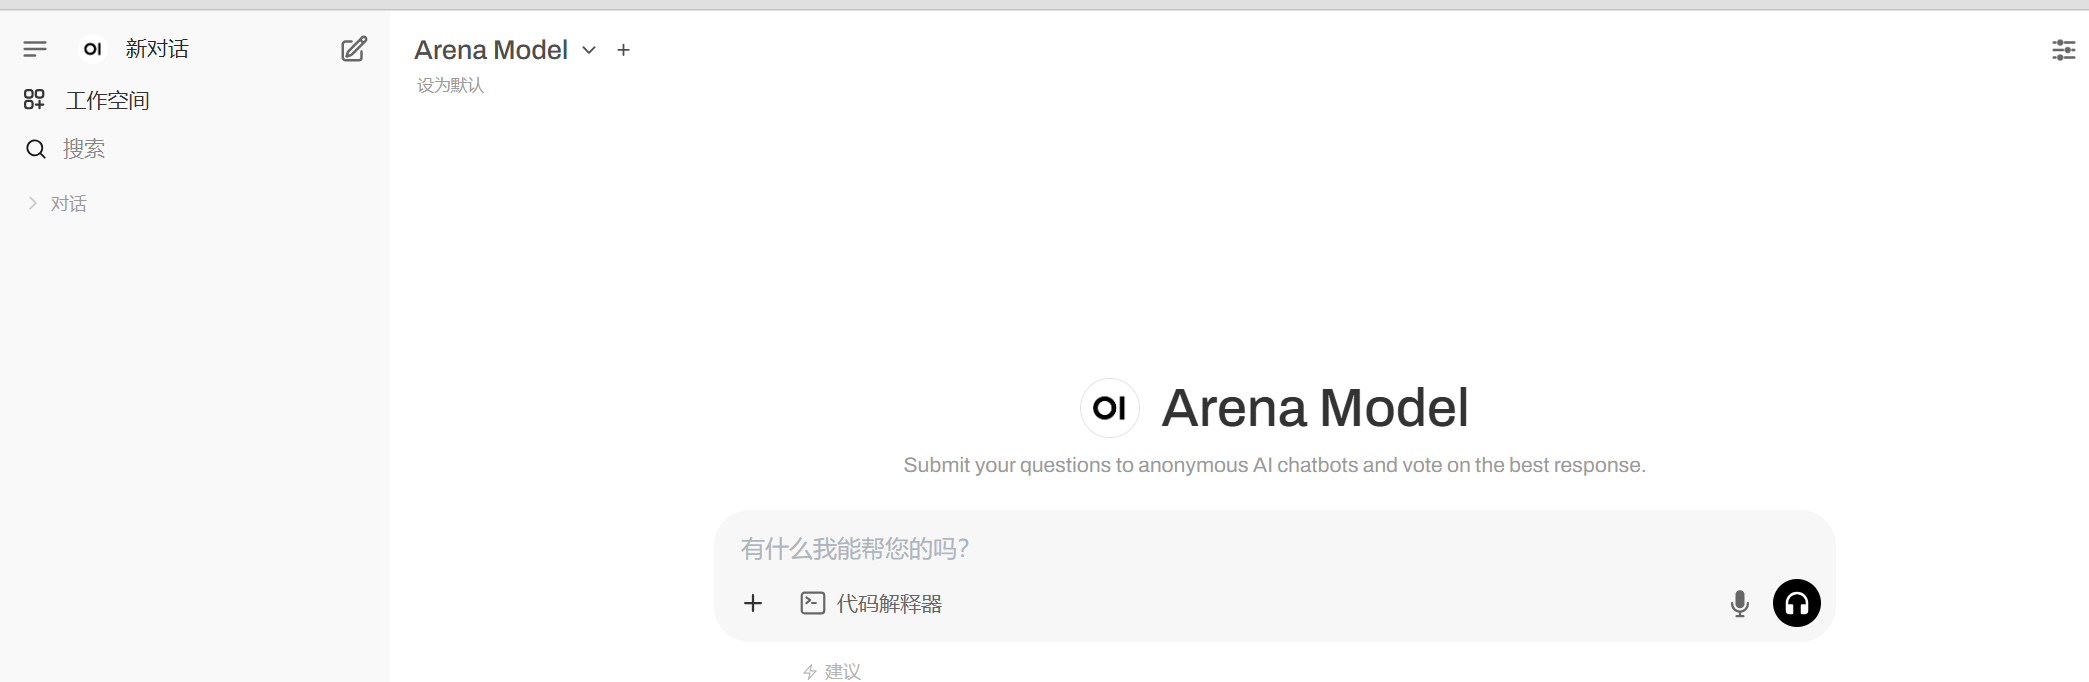 OI 新对话
工作空间
搜索
对话
Arena Model
设为默认
OI Arena Model
Submit your questions to anonymous AI chatbots and vote on the best response.
有什么我能帮您的吗?
代码解释器
建议